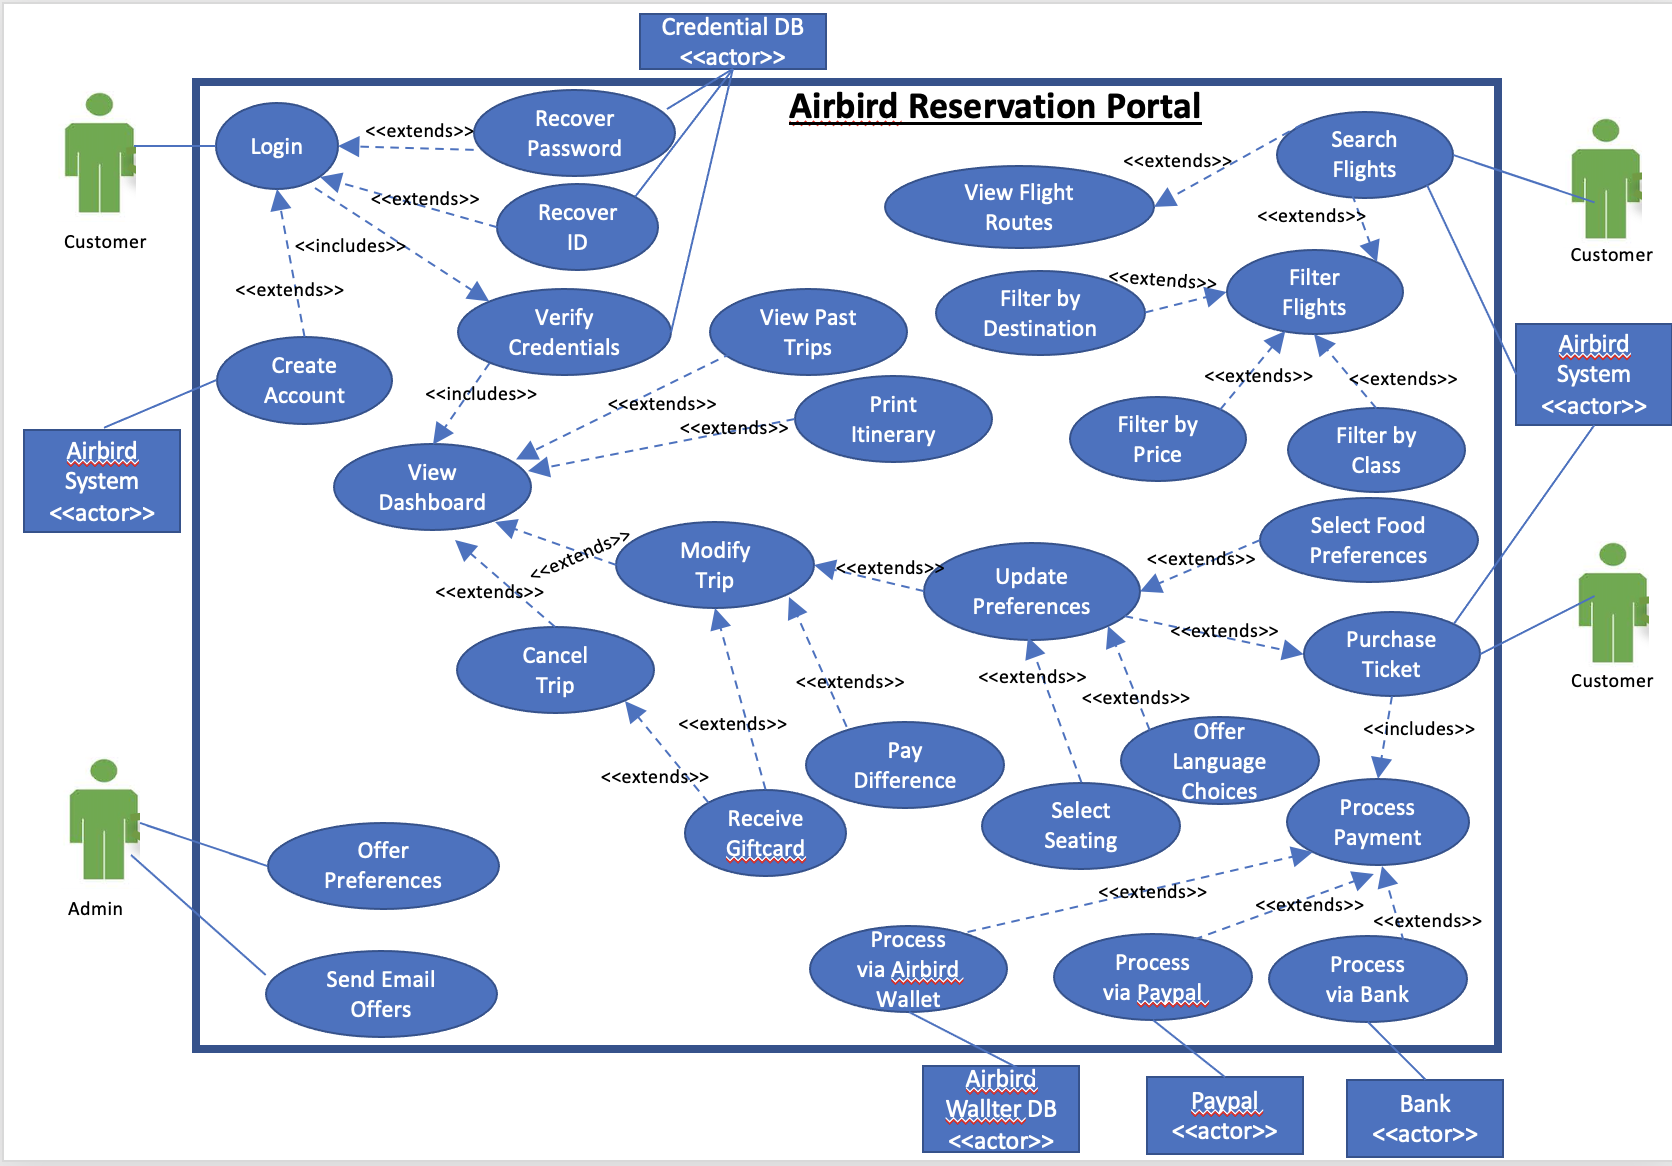 Credential DB
<<actor>>
Airbird Reservation Portal
Login
<<extends>>
Recover
Password
<<extends>>
Recover
ID
<<includes>>
<<extends>>
Customer
Verify
Credentials
Create
Account
<<includes>>
View Past
Trips
<<extends>>
Print
Itinerary
<<extends>>
Airbird
System
<<actor>>
View
Dashboard
Search
Flights
<<extends>>
View Flight
Routes
<<extends>>
Customer
Filter
Flights
<<extends>>
Filter by
Destination
<<extends>>
<<extends>>
Filter by
Price
Filter by
Class
Airbird
System
<<actor>>
Select Food
Preferences
<<extends>>
Modify
Trip
<<extends>>
<<extends>>
<<extends>>
Update
Preferences
<<extends>>
Purchase
Ticket
Customer
Cancel
Trip
<<extends>>
<<extends>>
<<extends>>
<<extends>>
<<extends>>
<<includes>>
Pay
Difference
Offer
Language
Choices
Receive
Giftcard
Select
Seating
Process
Payment
Admin
Offer
Preferences
Send Email
Offers
<<extends>>
<<extends>>
<<extends>>
Process
via Airbird
Wallet
Process
via Paypal
Process
via Bank
Airbird
Wallter DB
<<actor>>
Paypal
<<actor>>
Bank
<<actor>>